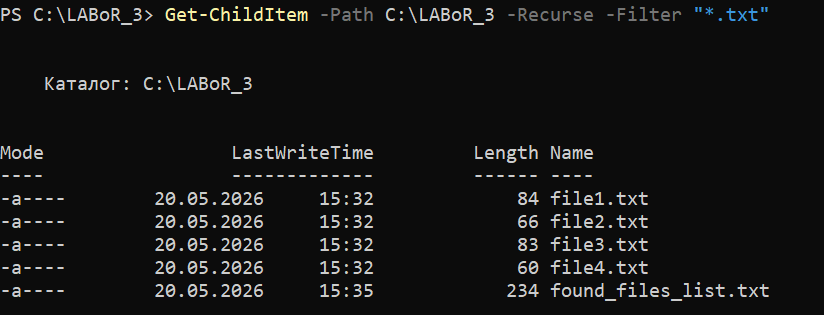 PS C:\LABoR_3> Get-ChildItem -Path C:\LABoR_3 -Recurse -Filter "*.txt"
Каталог: C:\LABoR_3
Mode LastWriteTime Length Name
---- ------------- ------ ----
-a---- 20.05.2026 15:32 84 file1.txt
-a---- 20.05.2026 15:32 66 file2.txt
-a---- 20.05.2026 15:32 83 file3.txt
-a---- 20.05.2026 15:32 60 file4.txt
-a---- 20.05.2026 15:35 234 found_files_list.txt